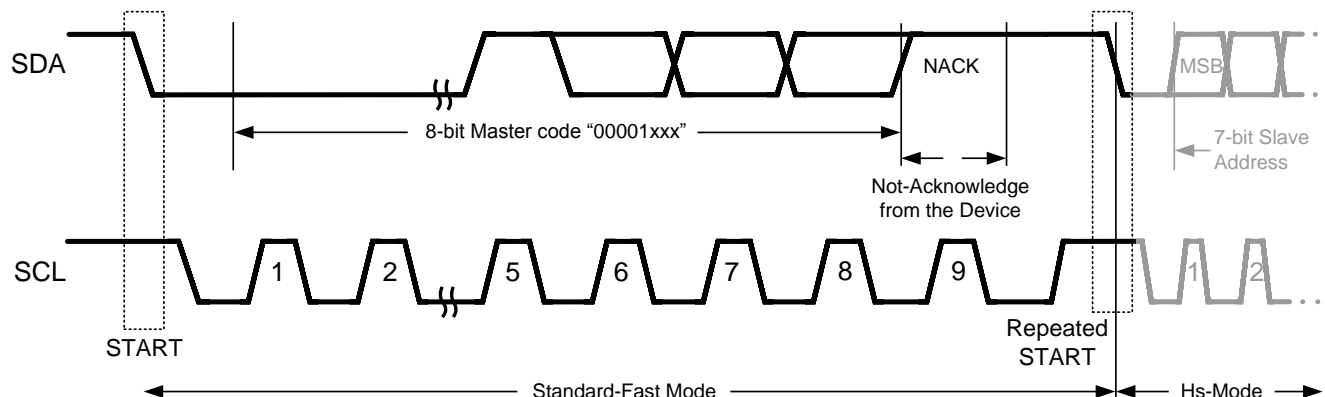 SDA
NACK
MSB
8-bit Master code “00001xxx”
7-bit Slave
Address
Not-Acknowledge
from the Device
SCL
1
2
5
6
7
8
9
1
2
START
Repeated
START
Standard-Fast Mode
Hs-Mode